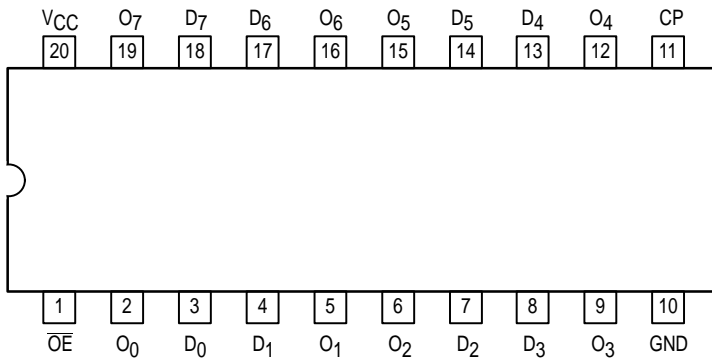 VCC O7 D7 D6 O6 O5 D5 D4 O4 CP
20 19 18 17 16 15 14 13 12 11
1 2 3 4 5 6 7 8 9 10
O̅E̅ O0 D0 D1 O1 O2 D2 D3 O3 GND